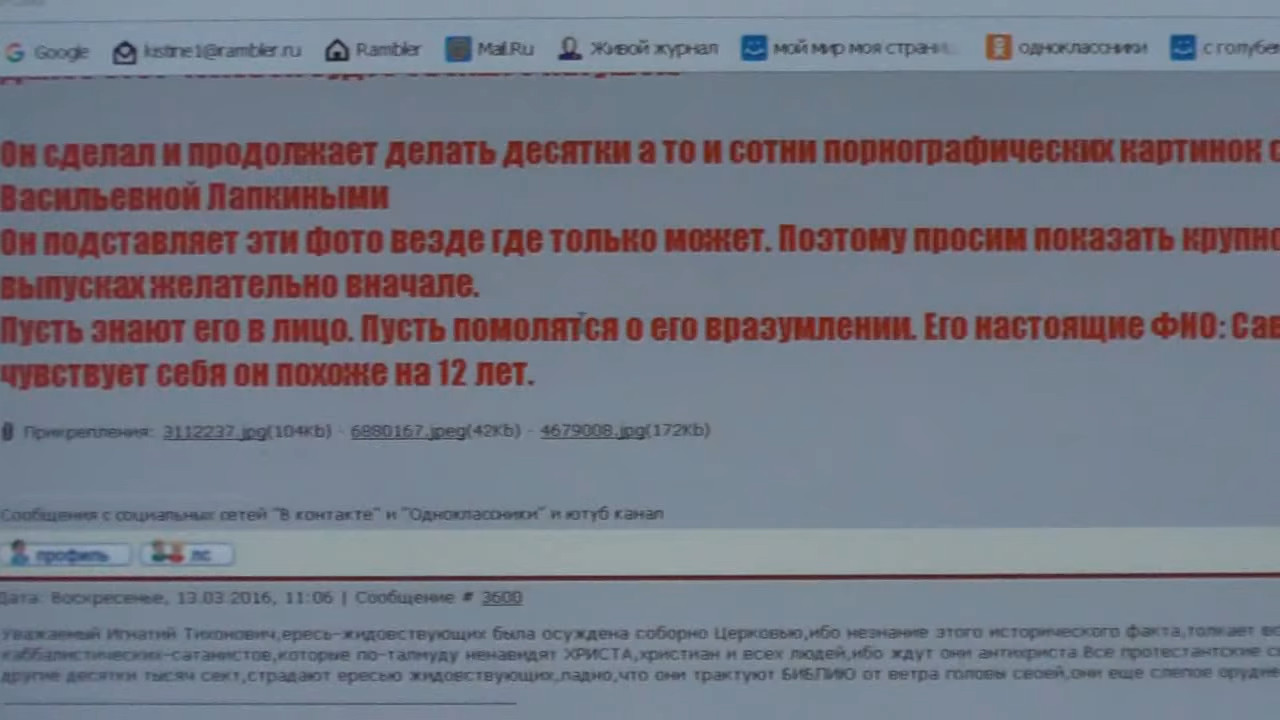 Google kistine1@rambler.ru Rambler Mail.Ru Живой журнал мой мир моя страни одноклассники с голубе
Он сделал и продолжает делать десятки а то и сотни порнографических картинок с
Васильевной Лапкиными
Он подставляет эти фото везде где только может. Поэтому просим показать крупно
выпусках желательно вначале.
Пусть знают его в лицо. Пусть помолятся о его вразумлении. Его настоящие ФИО: Сав
чувствует себя он похоже на 12 лет.
Прикрепления: 3112237.jpg(104Kb) · 6880167.jpeg(42Kb) · 4679008.jpg(172Kb)
Сообщения с социальных сетей "В контакте" и "Одноклассники" и ютуб канал
профиль лс
Дата: Воскресенье, 13.03.2016, 11:06 | Сообщение # 3600
Уважаемый Игнатий Тихонович,ересь-жидовствующих была осуждена соборно Церковью,ибо незнание этого исторического факта,толкает
каббалистических-сатанистов,которые по-талмуду ненавидят ХРИСТА,христиан и всех людей,ибо ждут они антихриста.Все протестантские
другие десятки тысяч сект,страдают ересью жидовствующих,ладно,что они трактуют БИБЛИЮ от ветра головы своей,они еще слепое оруди